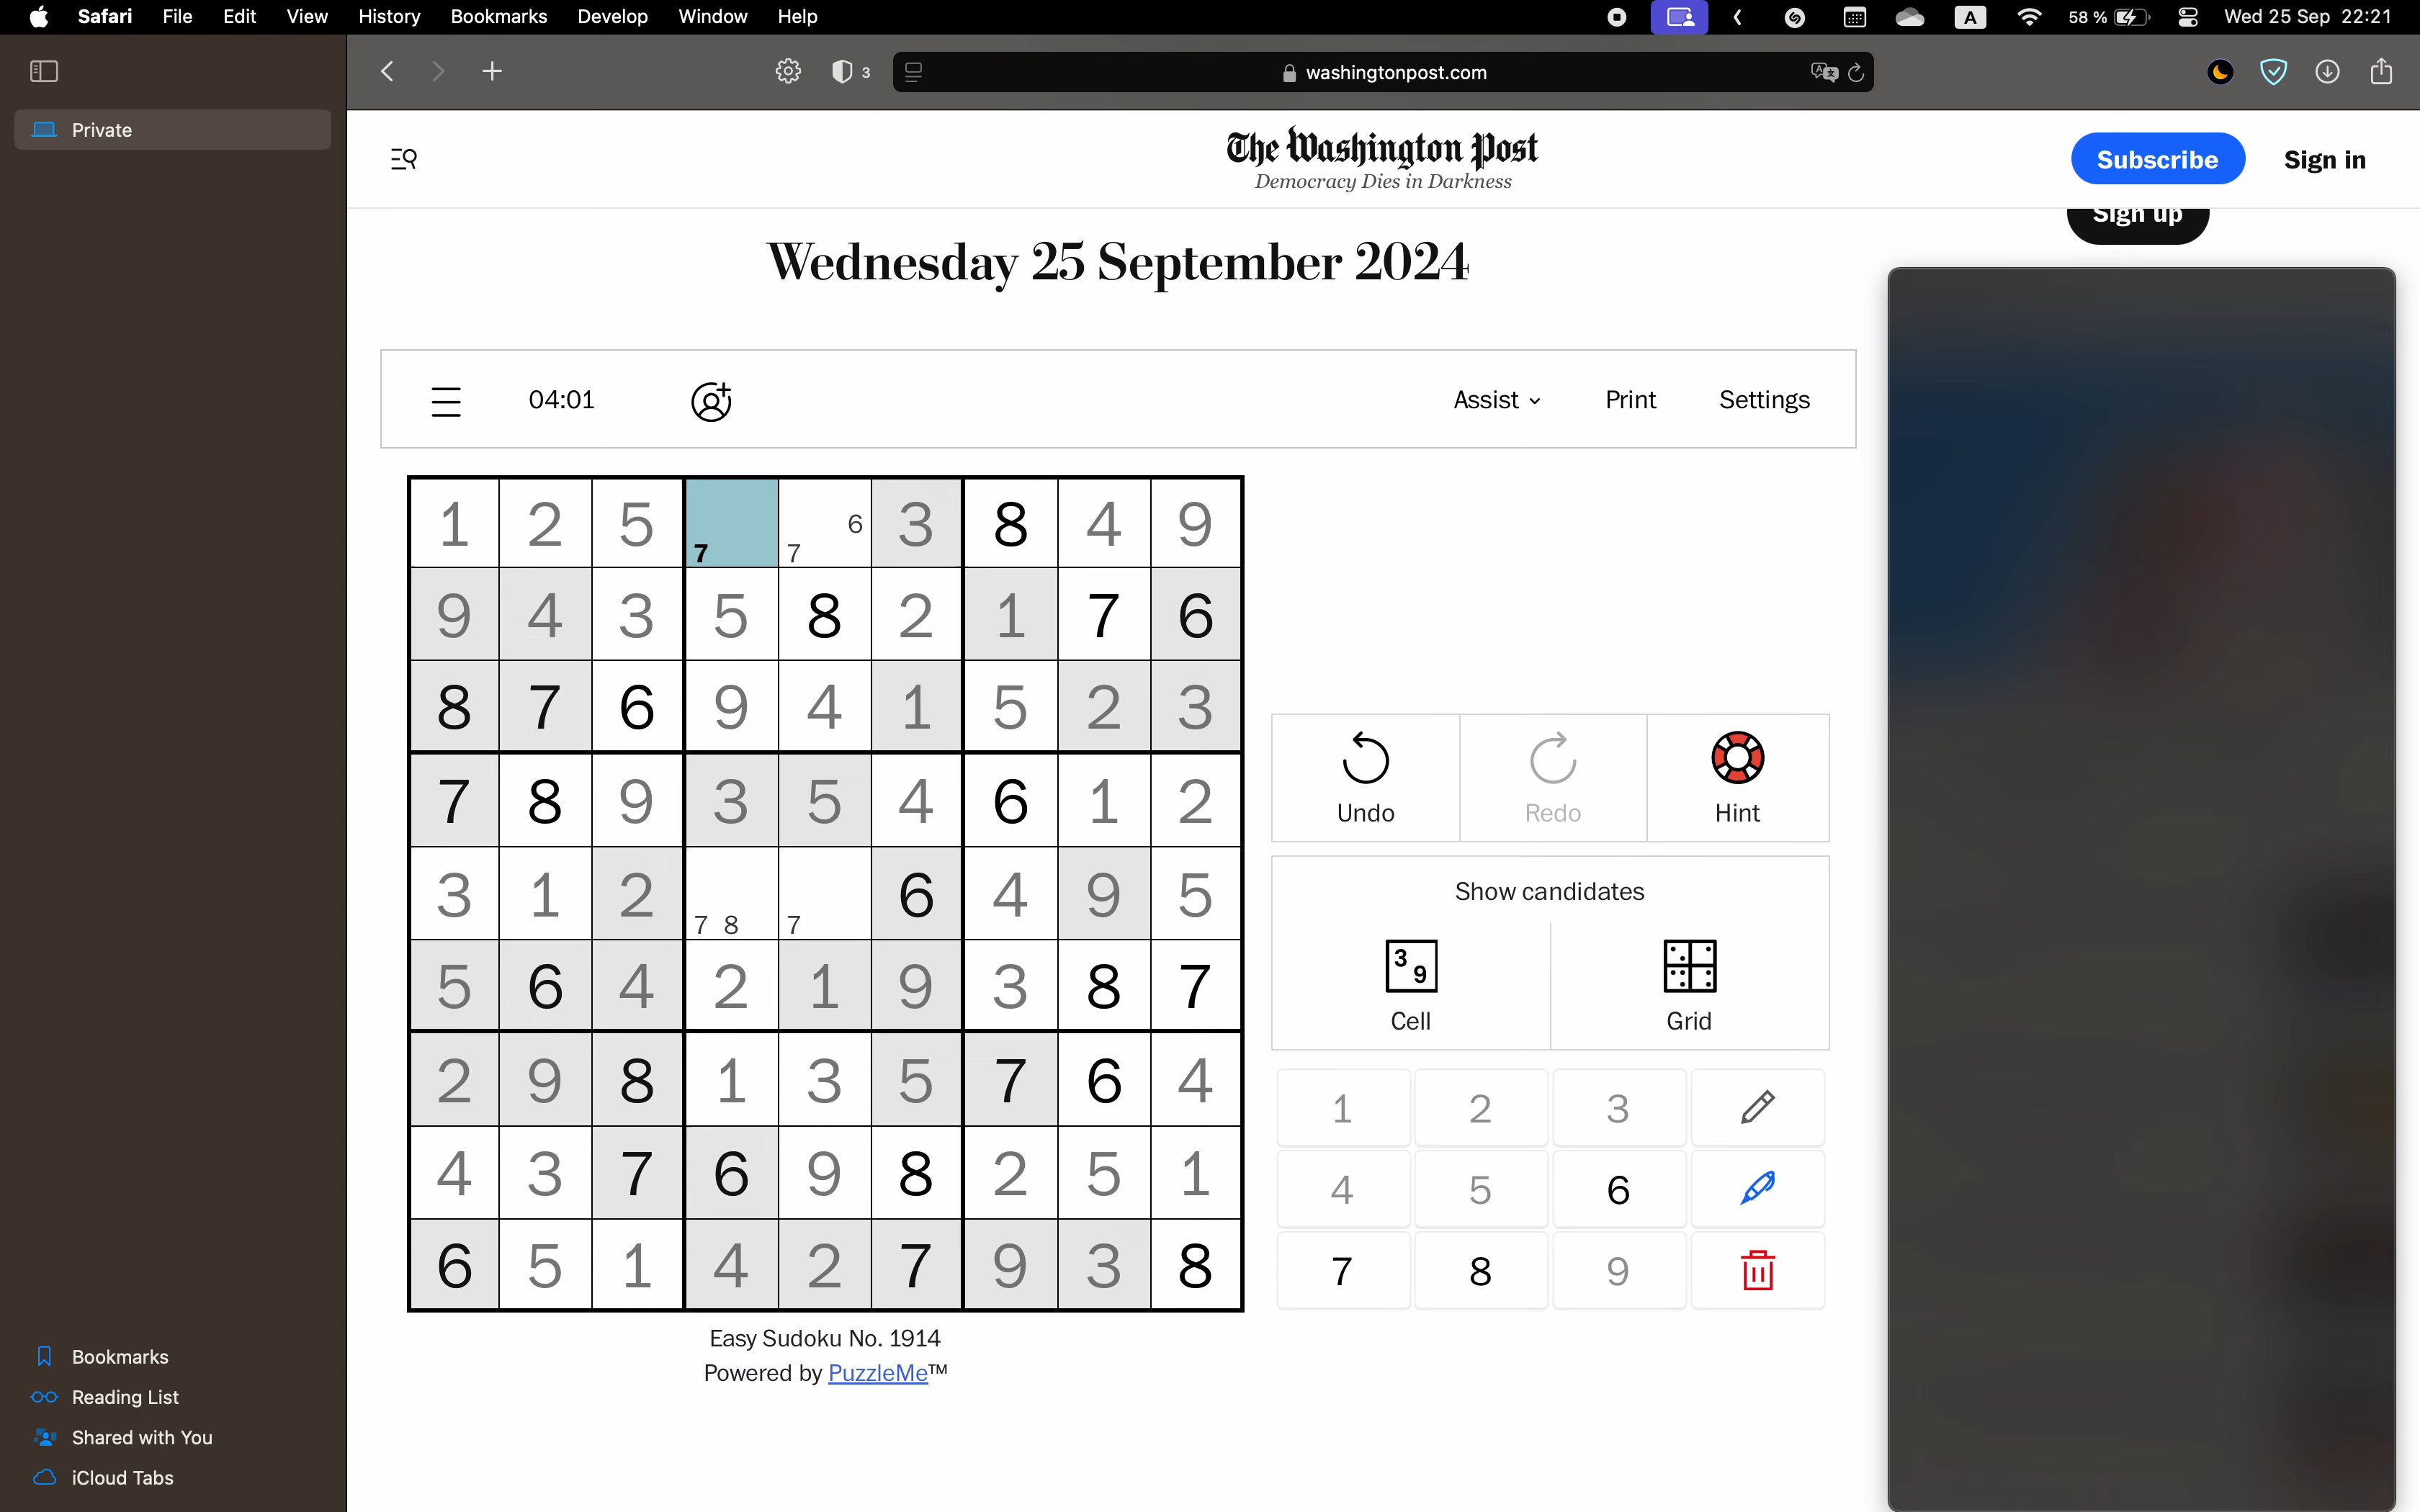 Safari File Edit View History Bookmarks Develop Window Help A 58 % Wed 25 Sep 22:21
3 washingtonpost.com
Private
The Washington Post
Democracy Dies in Darkness
Subscribe Sign in
Sign up
Wednesday 25 September 2024
04:01 Assist Print Settings
1 2 5 7 6 7 3 8 4 9
9 4 3 5 8 2 1 7 6
8 7 6 9 4 1 5 2 3
7 8 9 3 5 4 6 1 2
3 1 2 7 8 7 6 4 9 5
5 6 4 2 1 9 3 8 7
2 9 8 1 3 5 7 6 4
4 3 7 6 9 8 2 5 1
6 5 1 4 2 7 9 3 8
Easy Sudoku No. 1914
Powered by PuzzleMe™
Undo Redo Hint
Show candidates
3 9
Cell Grid
1 2 3
4 5 6
7 8 9
Bookmarks
Reading List
Shared with You
iCloud Tabs